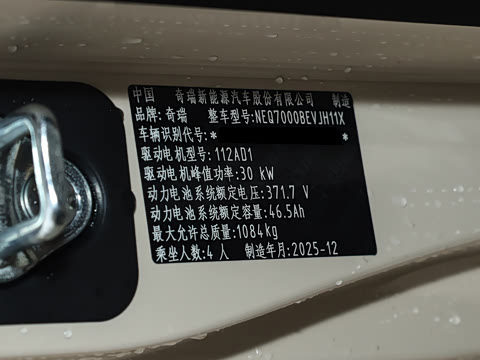 中国 奇瑞新能源汽车股份有限公司 制造
品牌:奇瑞 整车型号:NEQ7000BEVJH11X
车辆识别代号:* *
驱动电机型号:112AD1
驱动电机峰值功率:30 kW
动力电池系统额定电压:371.7 V
动力电池系统额定容量:46.5Ah
最大允许总质量:1084kg
乘坐人数:4 人 制造年月:2025-12